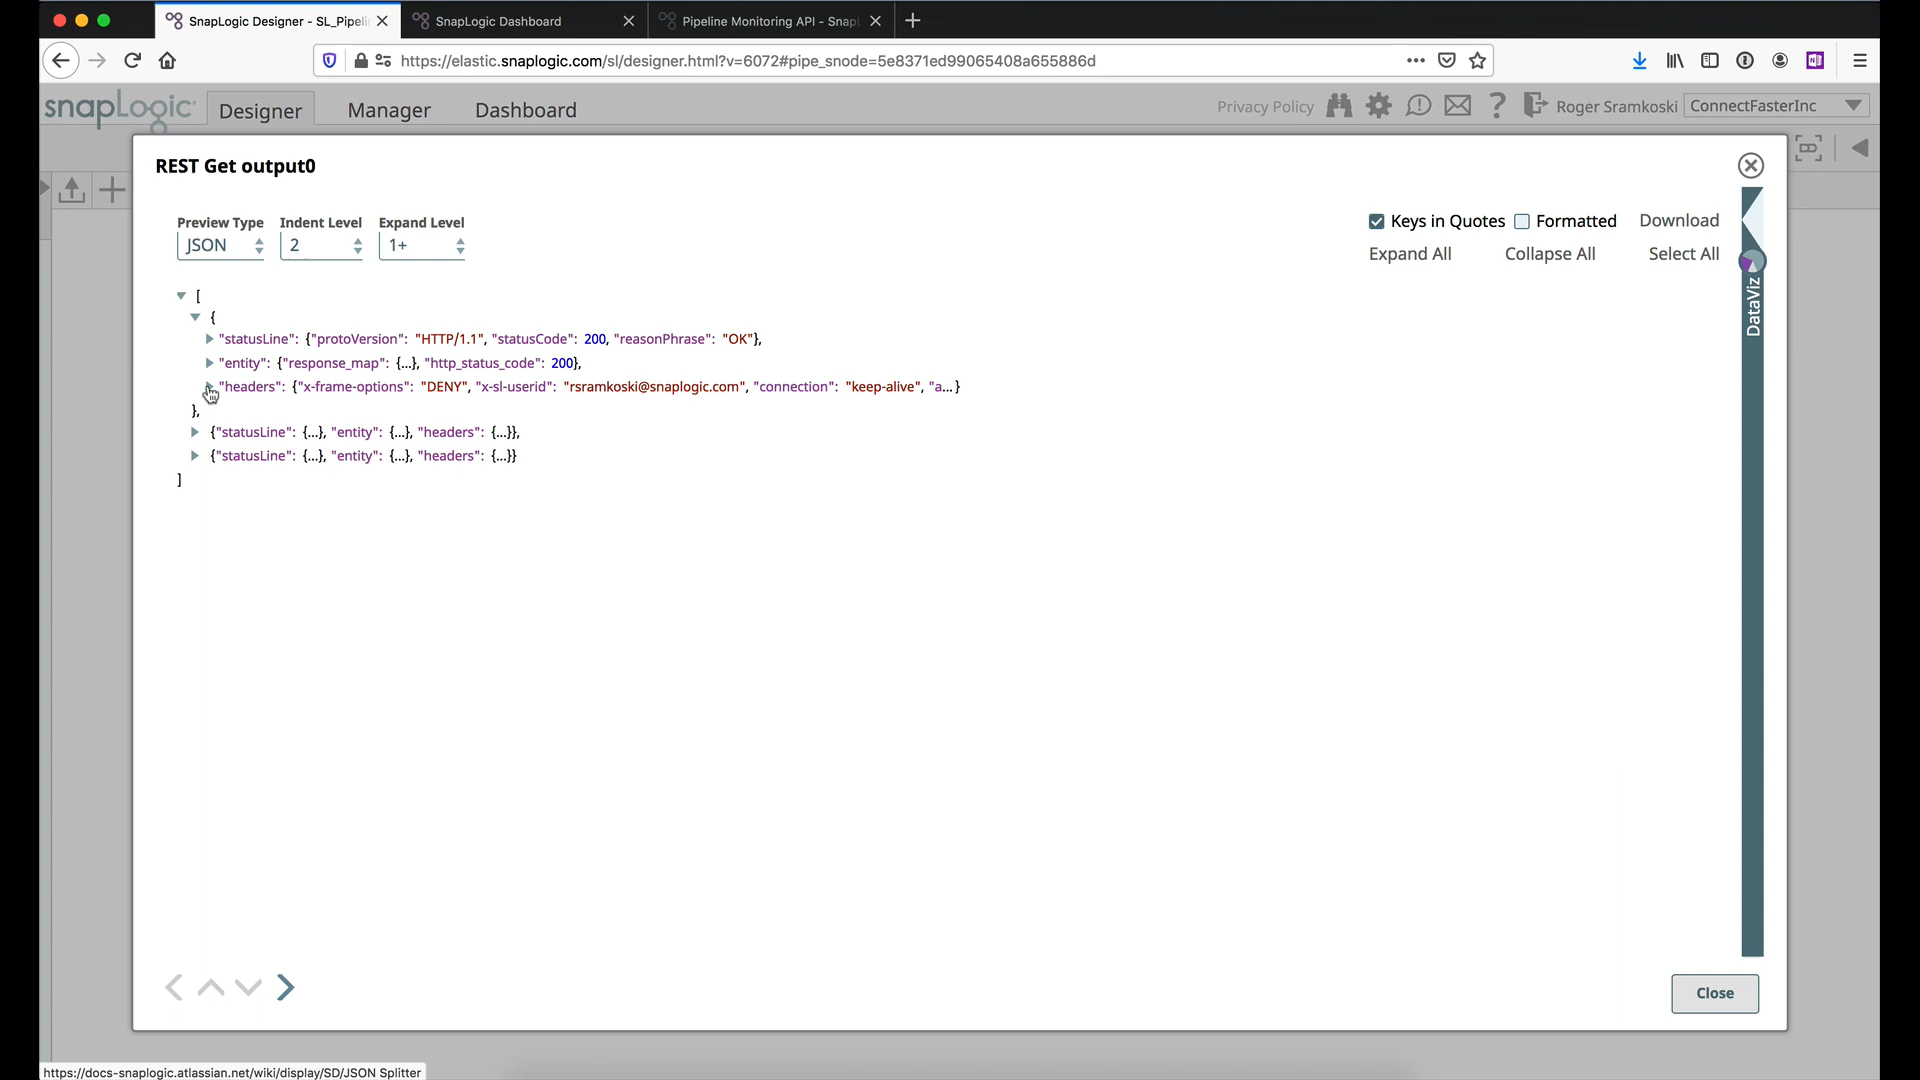 SnapLogic Designer - SL_Pipeli
SnapLogic Dashboard
Pipeline Monitoring API - Snap
https://elastic.snaplogic.com/sl/designer.html?v=6072#pipe_snode=5e8371ed99065408a655886d
snapLogic
Designer
Manager
Dashboard
Privacy Policy
Roger Sramkoski
ConnectFasterInc
REST Get output0
Preview Type
Indent Level
Expand Level
JSON
2
1+
Keys in Quotes
Formatted
Download
Expand All
Collapse All
Select All
DataViz
[
{
"statusLine": {"protoVersion": "HTTP/1.1", "statusCode": 200, "reasonPhrase": "OK"},
"entity": {"response_map": {...}, "http_status_code": 200},
"headers": {"x-frame-options": "DENY", "x-sl-userid": "rsramkoski@snaplogic.com", "connection": "keep-alive", "a...}
},
{"statusLine": {...}, "entity": {...}, "headers": {...}},
{"statusLine": {...}, "entity": {...}, "headers": {...}}
]
Close
https://docs-snaplogic.atlassian.net/wiki/display/SD/JSON Splitter